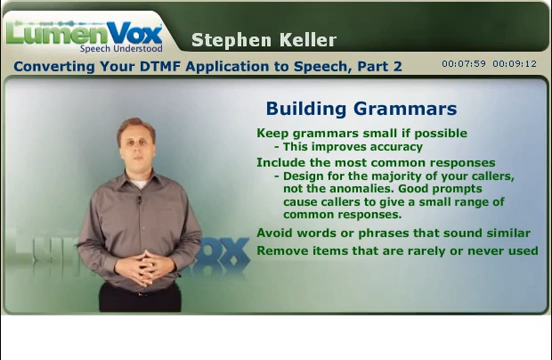 LumenVox
Speech Understood
Stephen Keller
Converting Your DTMF Application to Speech, Part 2
00:07:59 00:09:12
Building Grammars
Keep grammars small if possible
- This improves accuracy
Include the most common responses
- Design for the majority of your callers,
not the anomalies. Good prompts
cause callers to give a small range of
common responses.
Avoid words or phrases that sound similar
Remove items that are rarely or never used